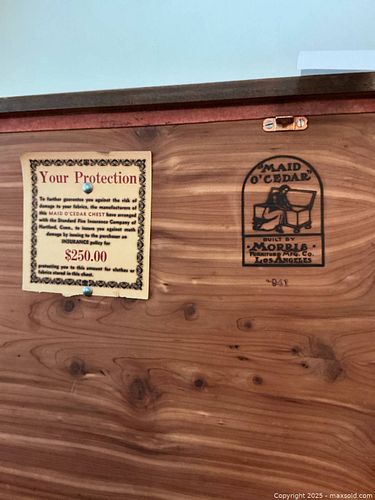 Your Protection
To further guarantee you against the risk of
damage to your fabrics, the manufacturers of
this MAID O'CEDAR CHEST have arranged
with the Standard Fire Insurance Company of
Hartford, Conn., to insure you against moth
damage by issuing to the purchaser an
INSURANCE policy for
$250.00
protecting you to this amount for clothes or
fabrics stored in this chest.
"MAID
O'CEDAR"
BUILT BY
MORRIS
FURNITURE MFG. CO.
LOS ANGELES
941
Copyright 2025 - maxsold.com